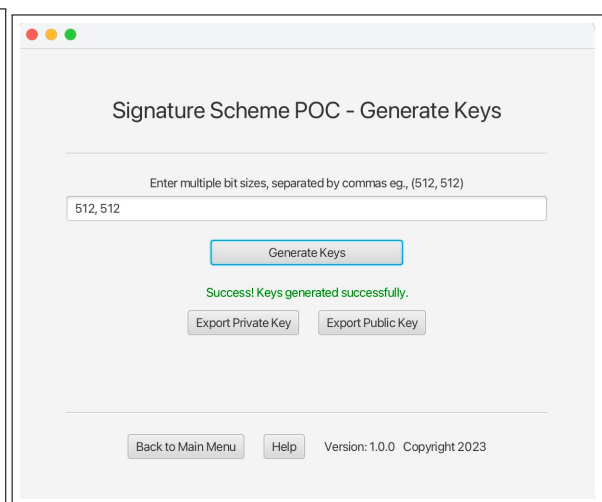 Signature Scheme POC - Generate Keys
Enter multiple bit sizes, separated by commas eg., (512, 512)
512, 512
Generate Keys
Success! Keys generated successfully.
Export Private Key Export Public Key
Back to Main Menu Help Version: 1.0.0 Copyright 2023